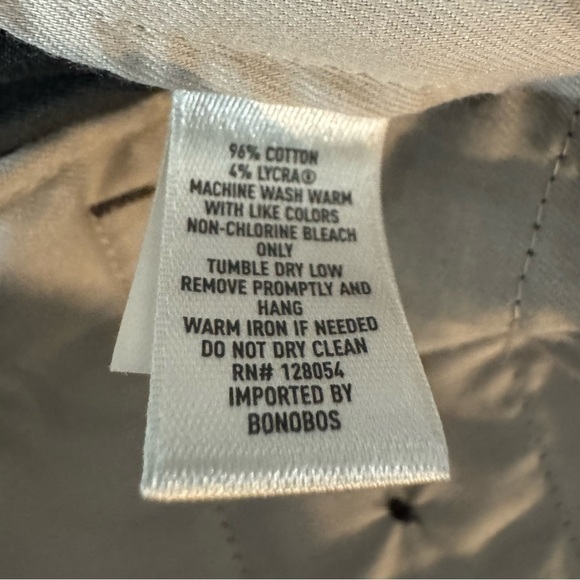 96% COTTON
4% LYCRA®
MACHINE WASH WARM
WITH LIKE COLORS
NON-CHLORINE BLEACH
ONLY
TUMBLE DRY LOW
REMOVE PROMPTLY AND
HANG
WARM IRON IF NEEDED
DO NOT DRY CLEAN
RN# 128054
IMPORTED BY
BONOBOS